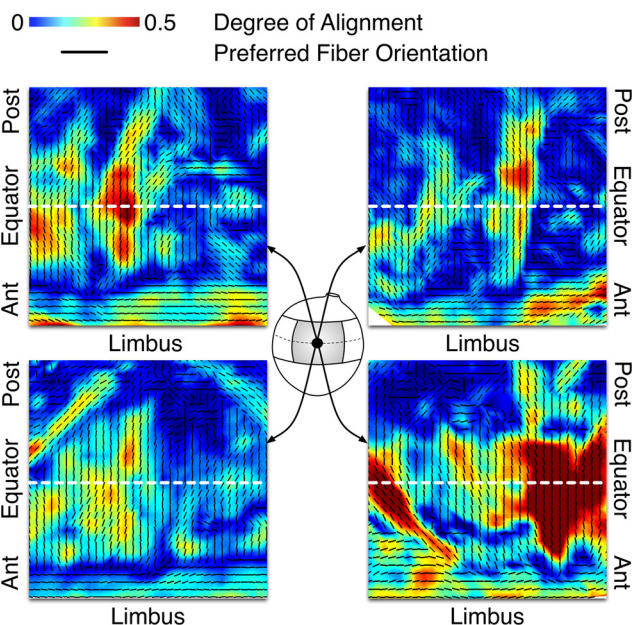 0 0.5 Degree of Alignment
Preferred Fiber Orientation
Post
Equator
Ant
Limbus
Post
Equator
Ant
Limbus
Post
Equator
Ant
Limbus
Post
Equator
Ant
Limbus